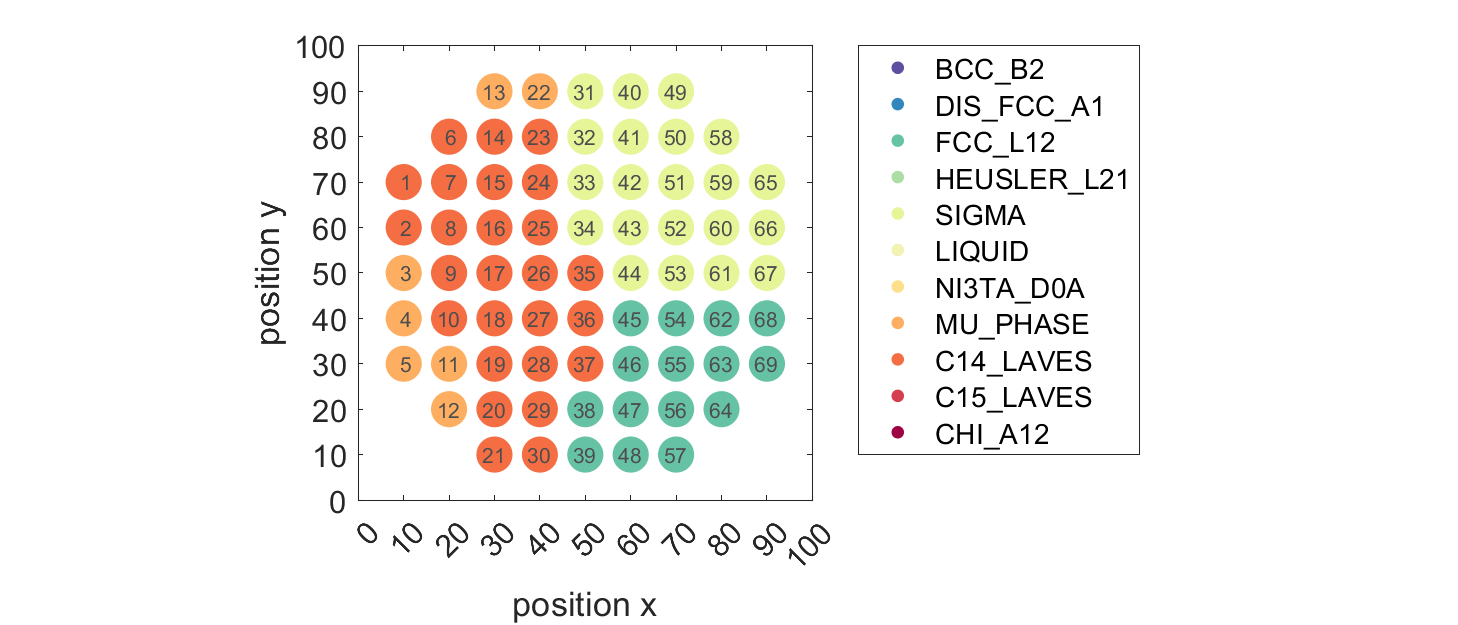 100
90 13 22 31 40 49
80 6 14 23 32 41 50 58
70 1 7 15 24 33 42 51 59 65
60 2 8 16 25 34 43 52 60 66
50 3 9 17 26 35 44 53 61 67
40 4 10 18 27 36 45 54 62 68
30 5 11 19 28 37 46 55 63 69
20 12 20 29 38 47 56 64
10 21 30 39 48 57
0
0 10 20 30 40 50 60 70 80 90 100
position x
position y
BCC_B2
DIS_FCC_A1
FCC_L12
HEUSLER_L21
SIGMA
LIQUID
NI3TA_D0A
MU_PHASE
C14_LAVES
C15_LAVES
CHI_A12